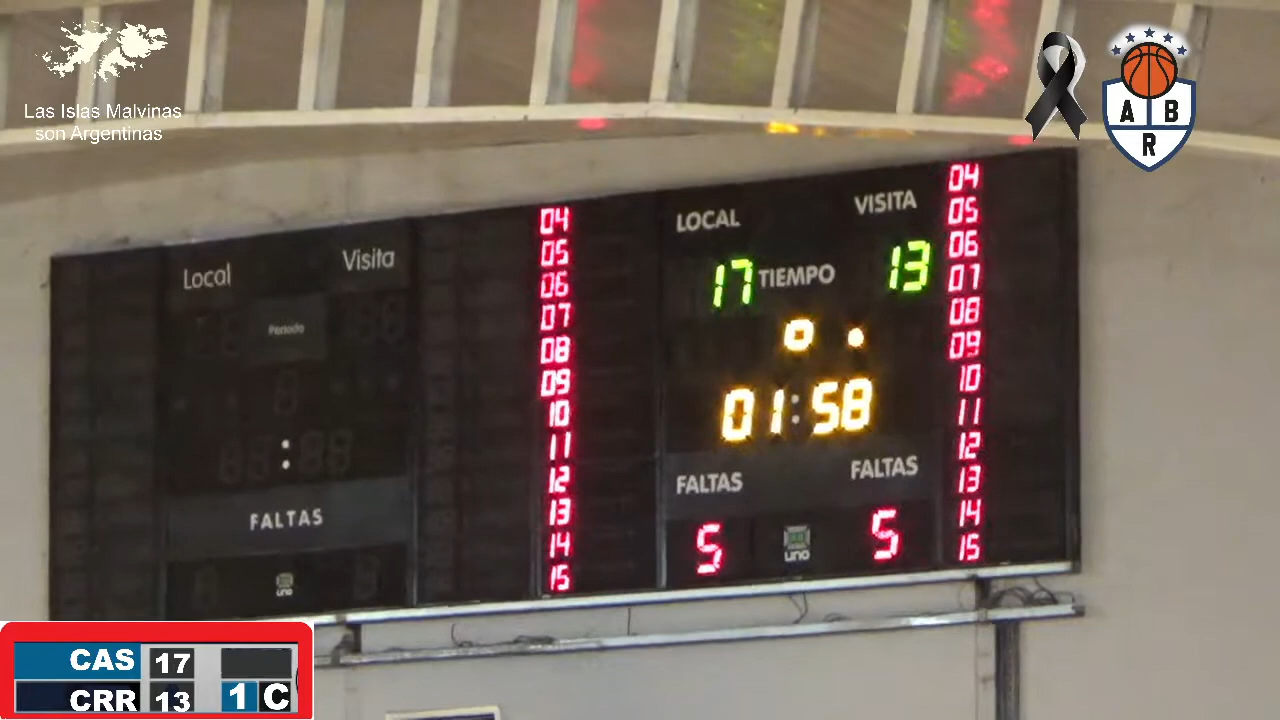 Las Islas Malvinas
son Argentinas
A B
R
Local
Visita
Periodo
:
FALTAS
uno
04
05
06
07
08
09
10
11
12
13
14
15
LOCAL
VISITA
17
TIEMPO
13
01:58
FALTAS
FALTAS
5
uno
5
04
05
06
07
08
09
10
11
12
13
14
15
CAS 17
CRR 13 1 C